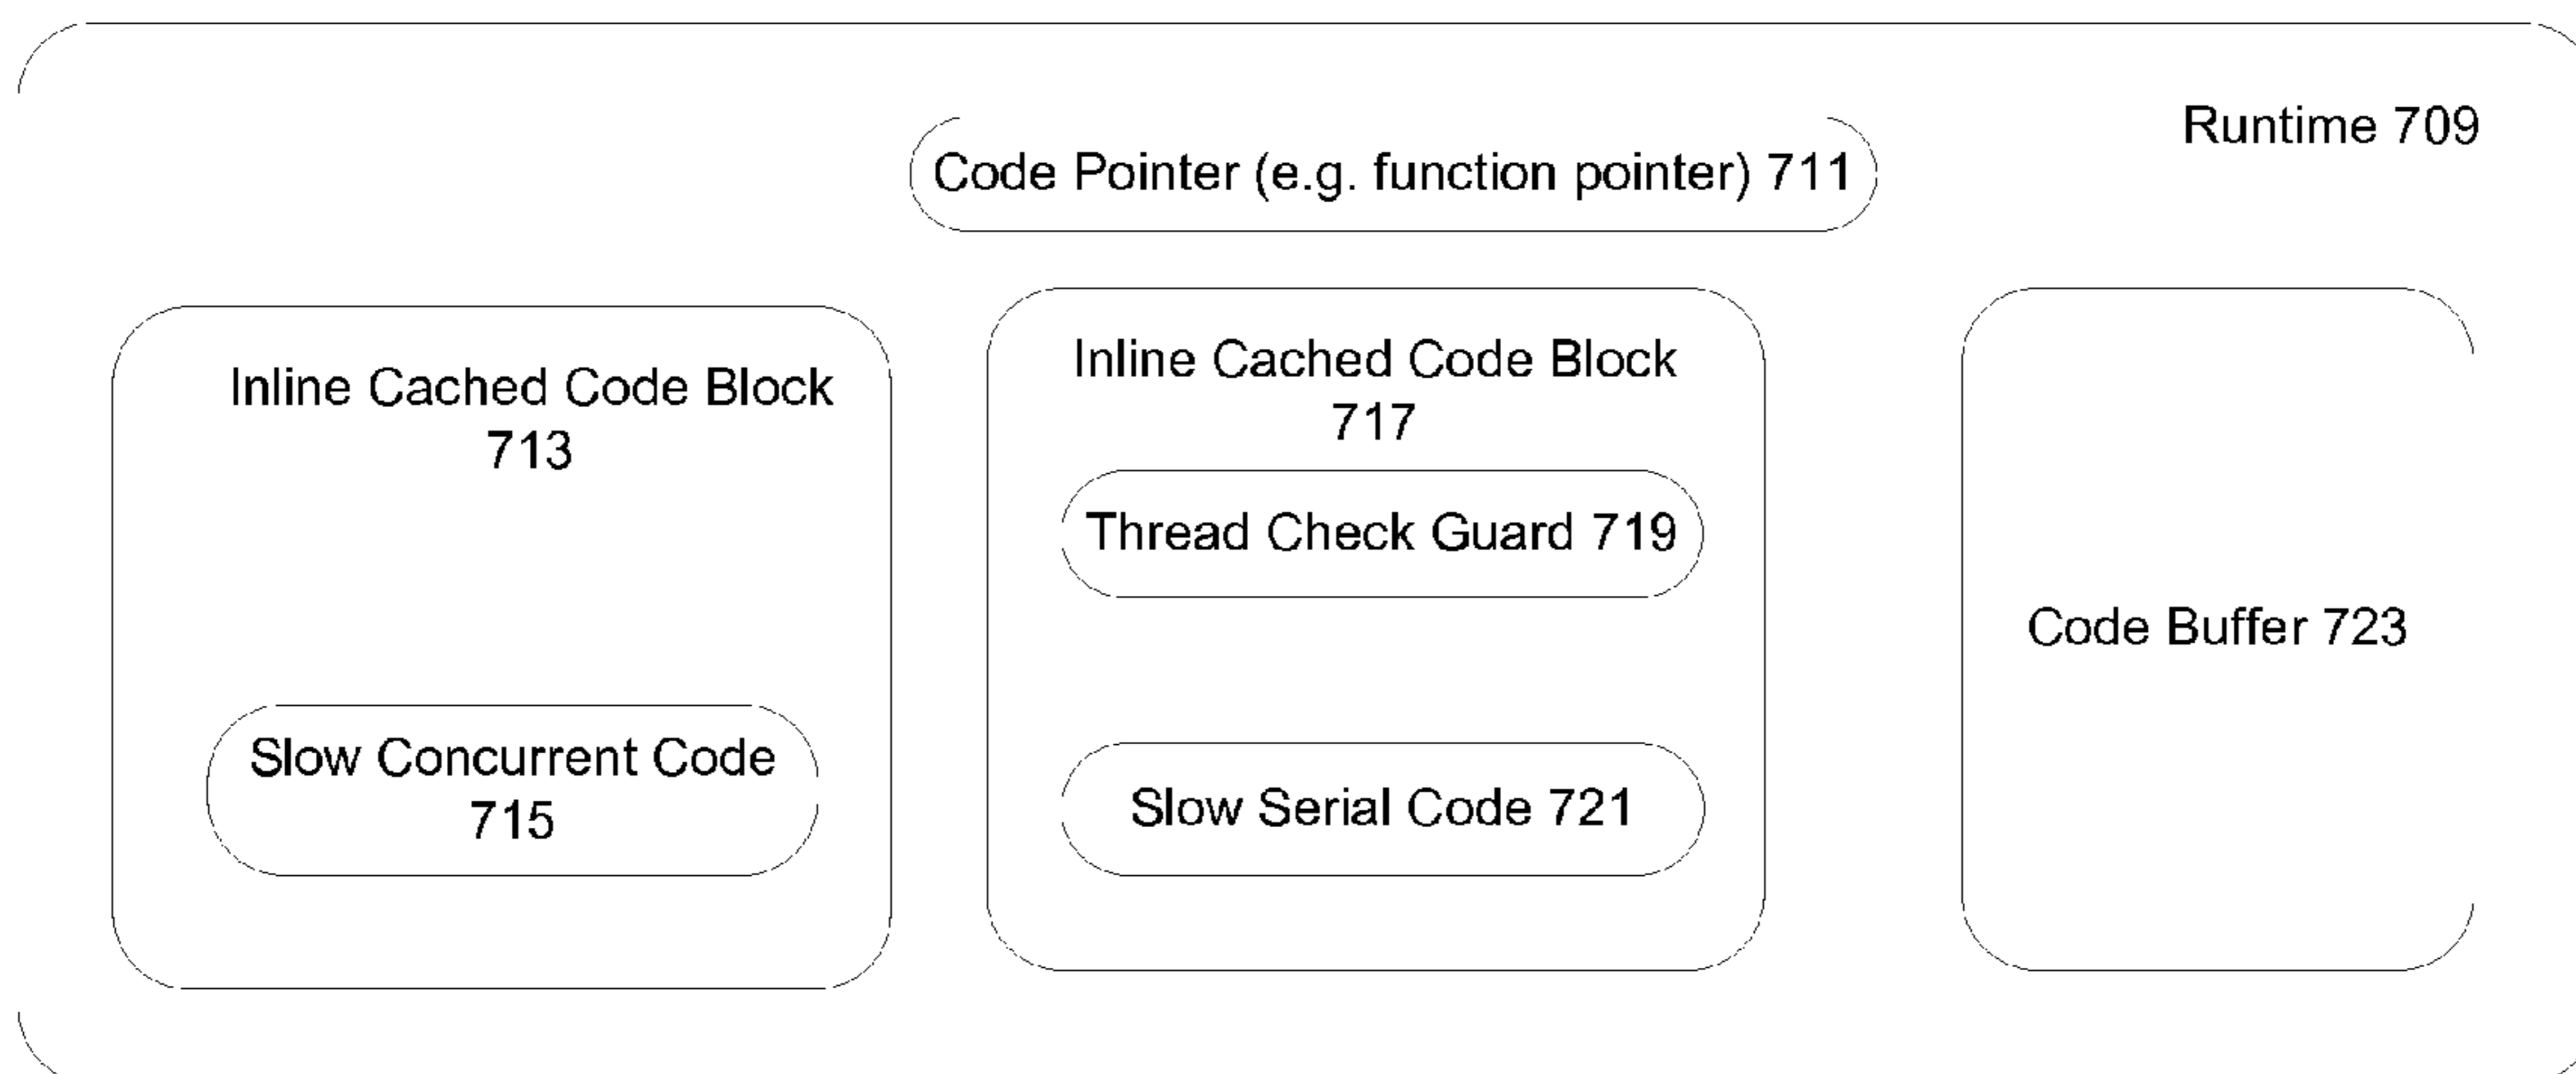 Runtime 709
Code Pointer (e.g. function pointer) 711
Inline Cached Code Block
713
Slow Concurrent Code
715
Inline Cached Code Block
717
Thread Check Guard 719
Slow Serial Code 721
Code Buffer 723